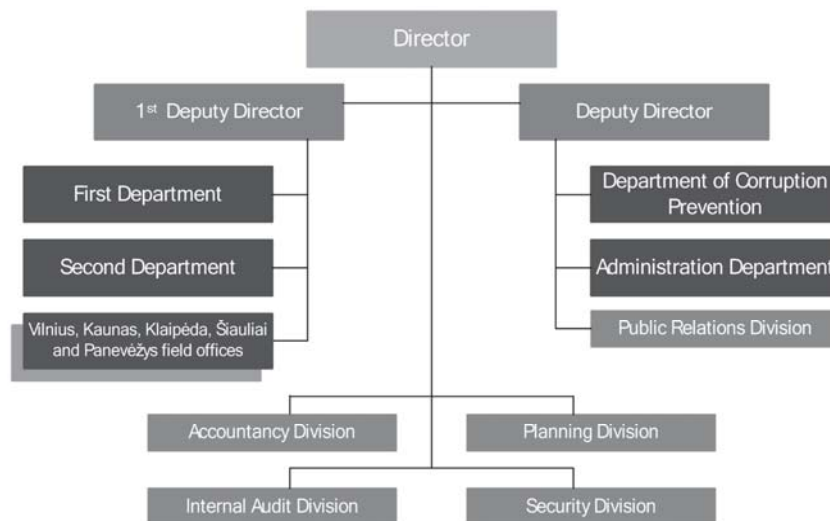 Director
1st Deputy Director
Deputy Director
First Department
Department of Corruption
Prevention
Second Department
Administration Department
Vilnius, Kaunas, Klaipėda, Šiauliai
and Panevėžys field offices
Public Relations Division
Accountancy Division
Planning Division
Internal Audit Division
Security Division